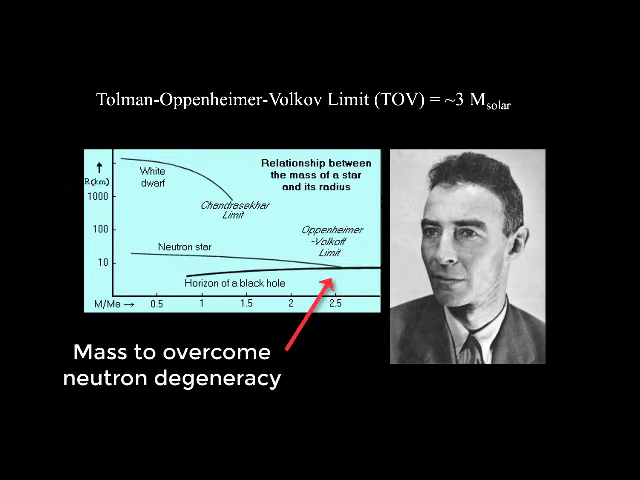 Tolman-Oppenheimer-Volkov Limit (TOV) = ~3 Msolar
Relationship between
the mass of a star
and its radius
R(km)
1000
100
10
White
dwarf
Chandrasekhar
Limit
Oppenheimer
-Volkoff
Limit
Neutron star
Horizon of a black hole
M/Ms → 0.5 1 1.5 2 2.5
Mass to overcome
neutron degeneracy